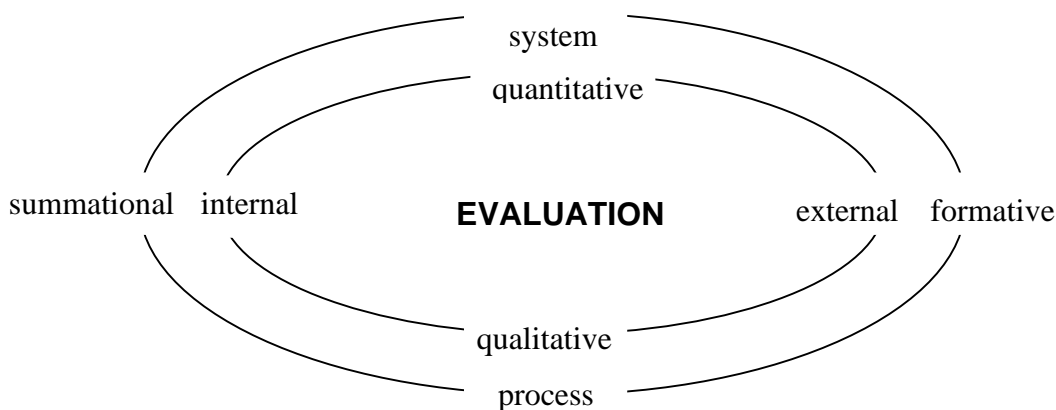 system
quantitative
summational internal EVALUATION external formative
qualitative
process